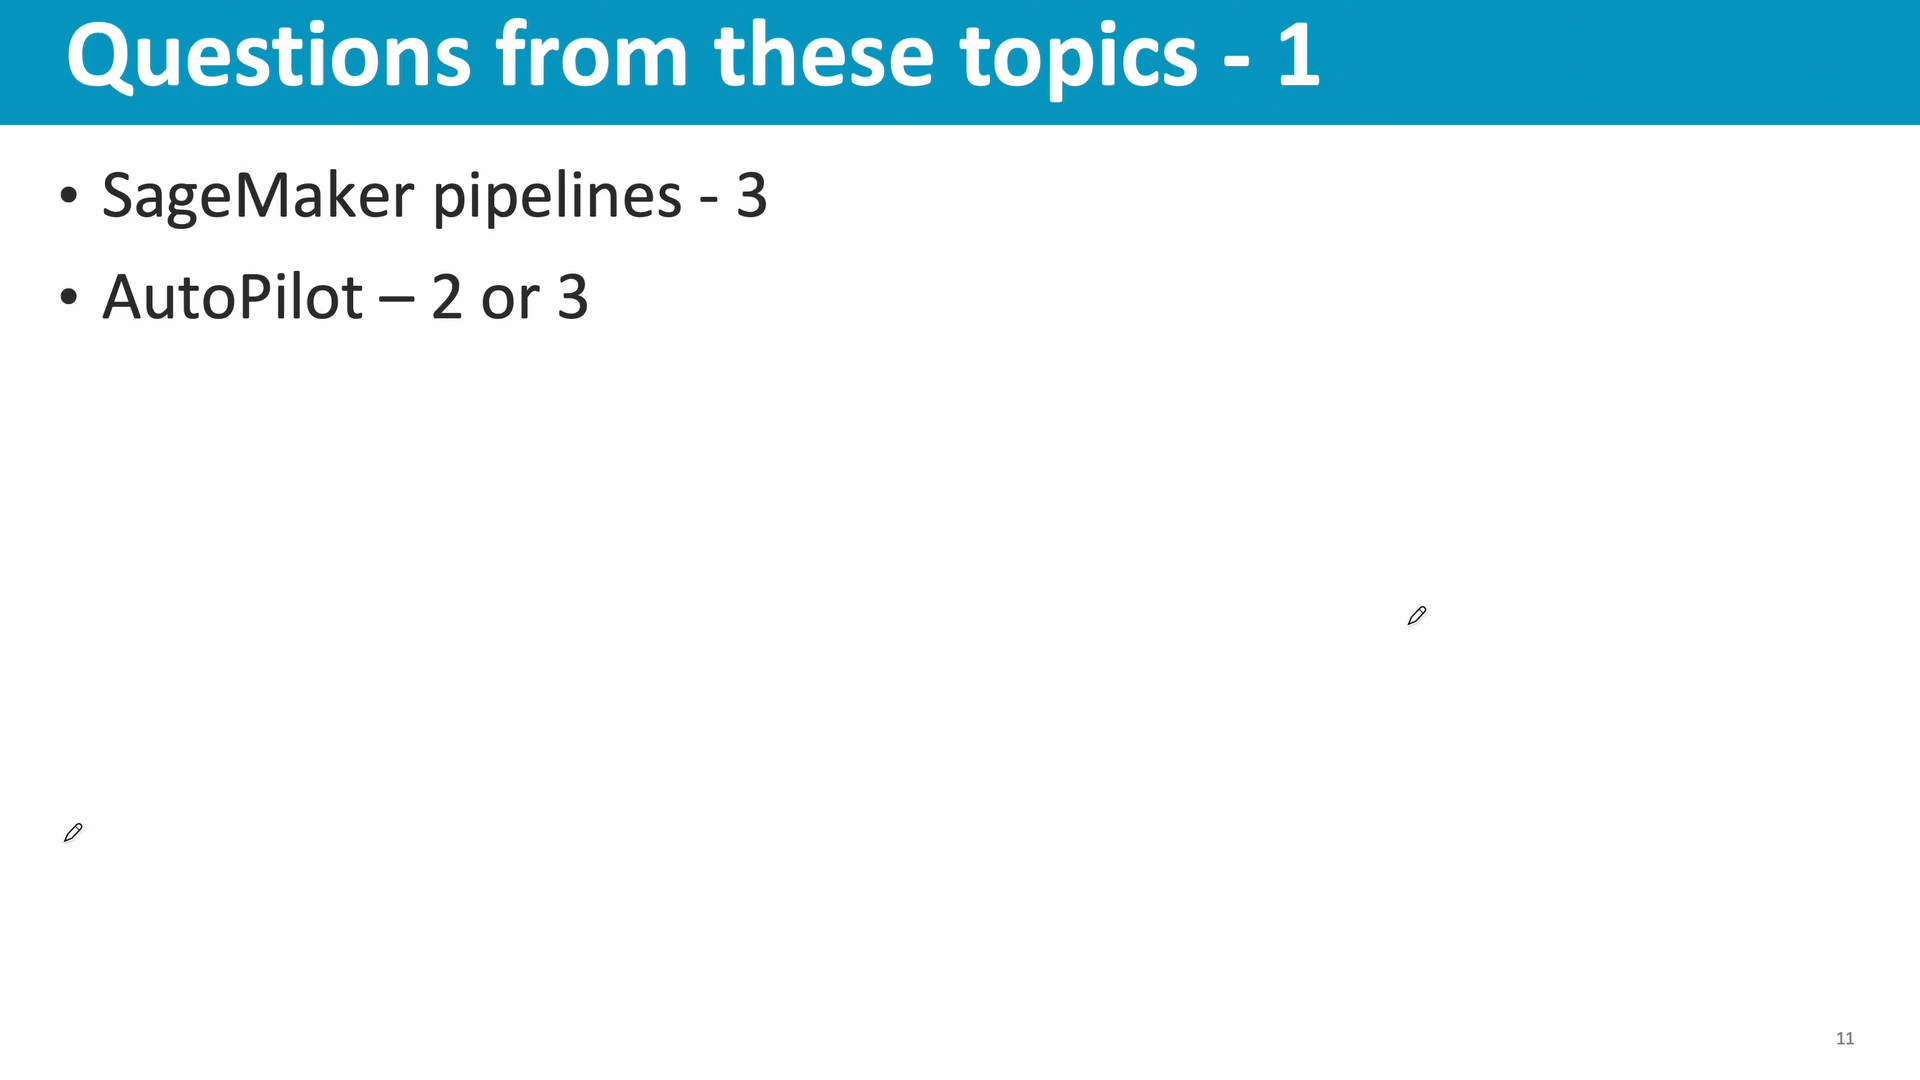 Questions from these topics - 1
• SageMaker pipelines - 3
• AutoPilot – 2 or 3
11